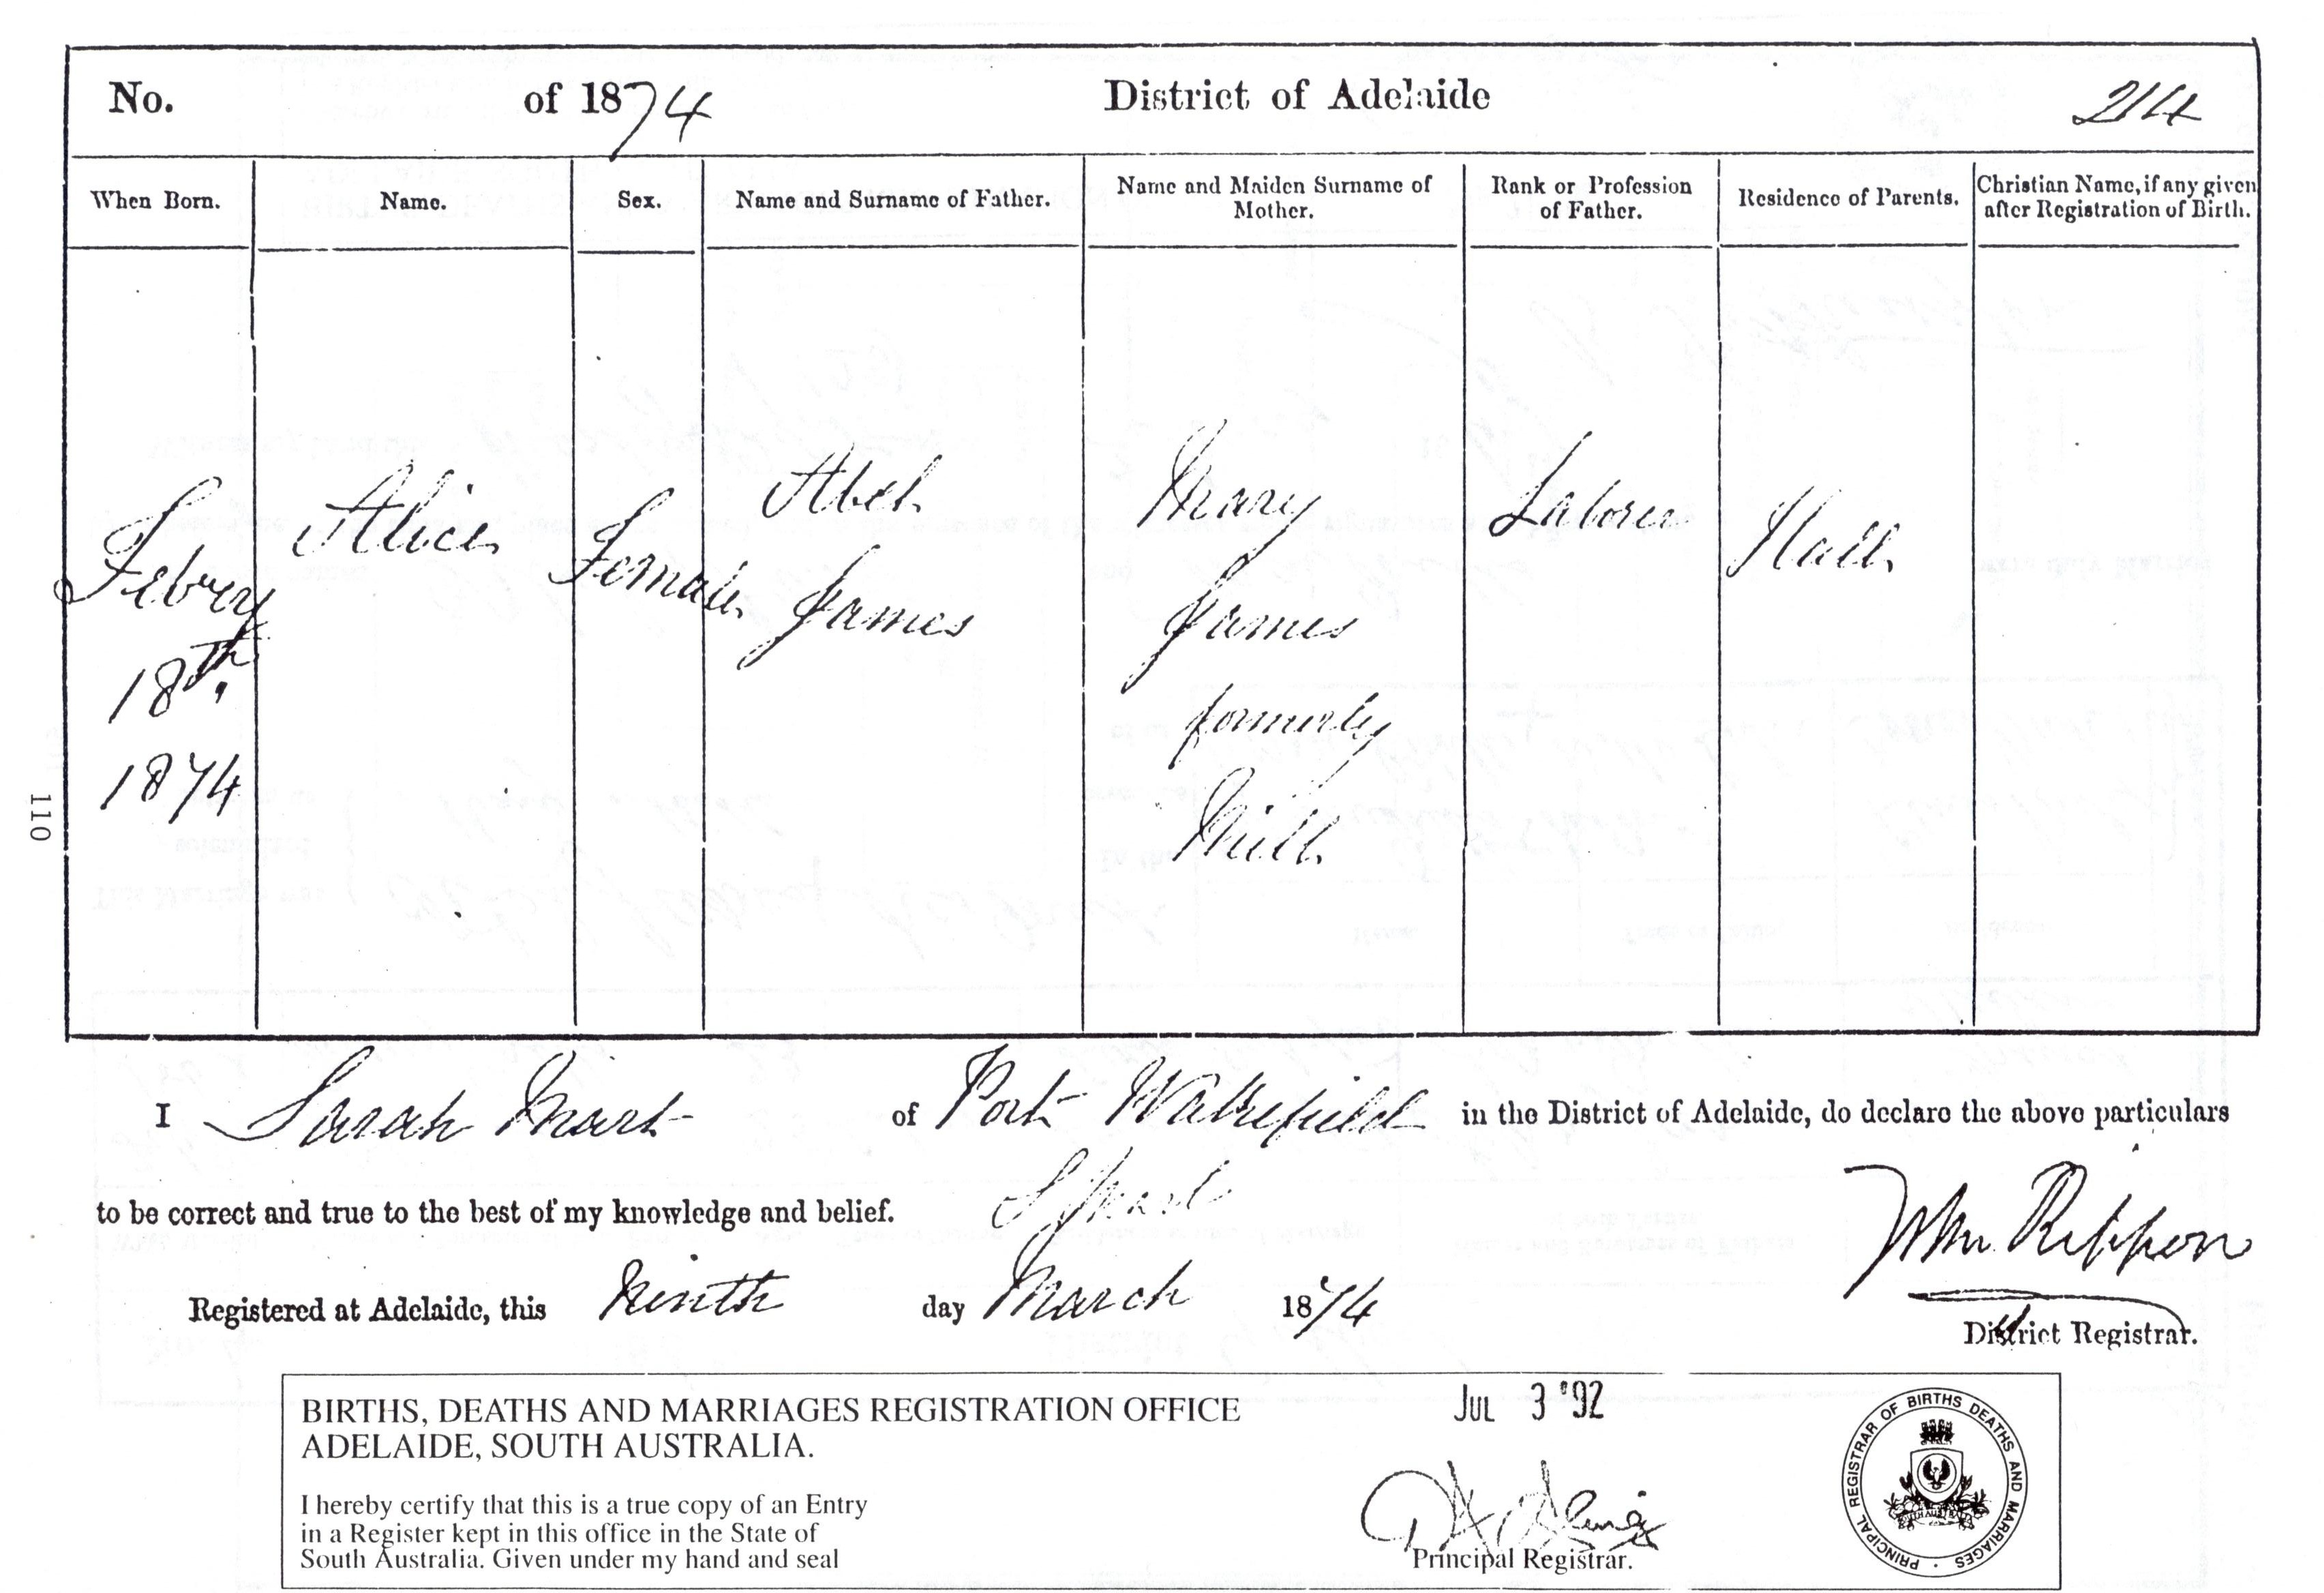 No. of 1874 District of Adelaide 214
When Born. Name. Sex. Name and Surname of Father. Name and Maiden Surname of Mother. Rank or Profession of Father. Residence of Parents. Christian Name, if any given after Registration of Birth.
Febry 18th 1874
Alice
Female
Abel James
Mary James formerly Mill
Laborer
Hall
110
I Sarah Mart of Port Wakefield in the District of Adelaide, do declare the above particulars
to be correct and true to the best of my knowledge and belief. S Mart
Registered at Adelaide, this Ninth day March 1874
Jno Rippon
District Registrar.
BIRTHS, DEATHS AND MARRIAGES REGISTRATION OFFICE
ADELAIDE, SOUTH AUSTRALIA.
JUL 3 '92
I hereby certify that this is a true copy of an Entry
in a Register kept in this office in the State of
South Australia. Given under my hand and seal
Principal Registrar.
PRINCIPAL REGISTRAR OF BIRTHS DEATHS AND MARRIAGES
SOUTH AUSTRALIA